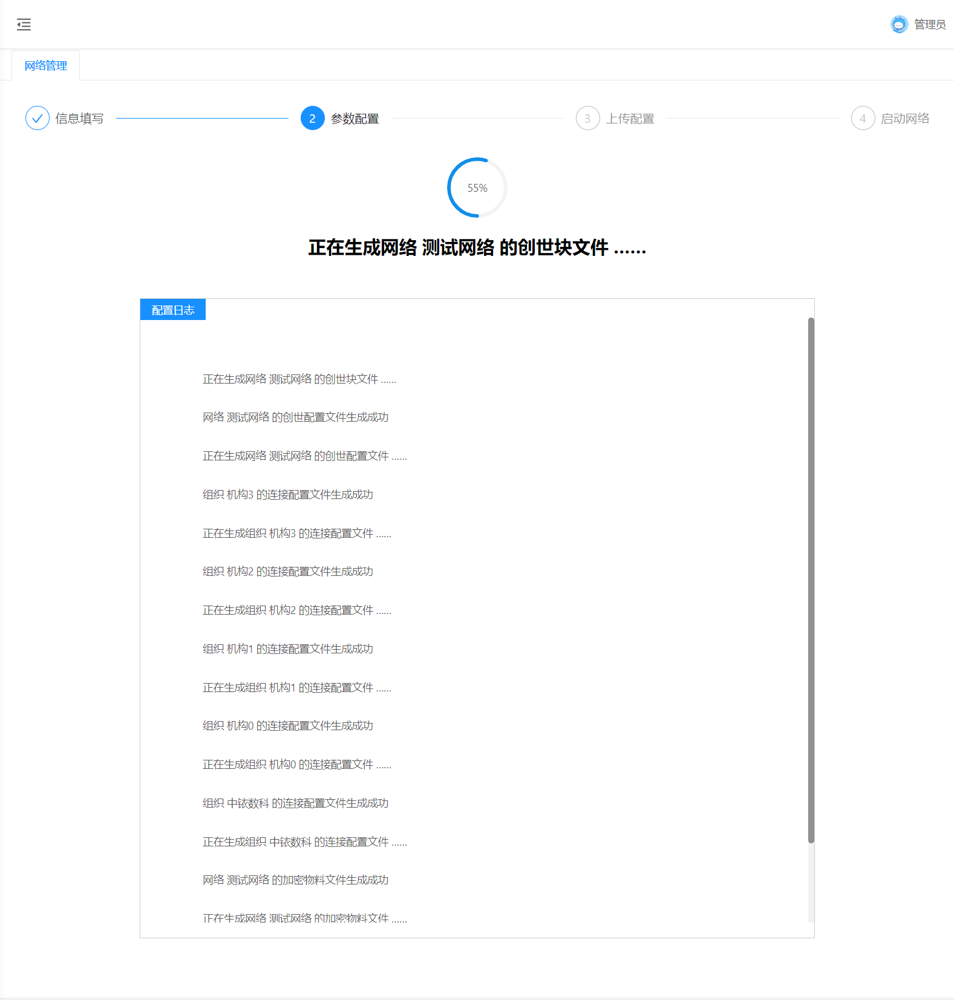 管理员
网络管理
信息填写
2 参数配置
3 上传配置
4 启动网络
55%
正在生成网络 测试网络 的创世块文件 ......
配置日志
正在生成网络 测试网络 的创世块文件 ......
网络 测试网络 的创世配置文件生成成功
正在生成网络 测试网络 的创世配置文件 ......
组织 机构3 的连接配置文件生成成功
正在生成组织 机构3 的连接配置文件 ......
组织 机构2 的连接配置文件生成成功
正在生成组织 机构2 的连接配置文件 ......
组织 机构1 的连接配置文件生成成功
正在生成组织 机构1 的连接配置文件 ......
组织 机构0 的连接配置文件生成成功
正在生成组织 机构0 的连接配置文件 ......
组织 中铱数科 的连接配置文件生成成功
正在生成组织 中铱数科 的连接配置文件 ......
网络 测试网络 的加密物料文件生成成功
正在生成网络 测试网络 的加密物料文件 ......